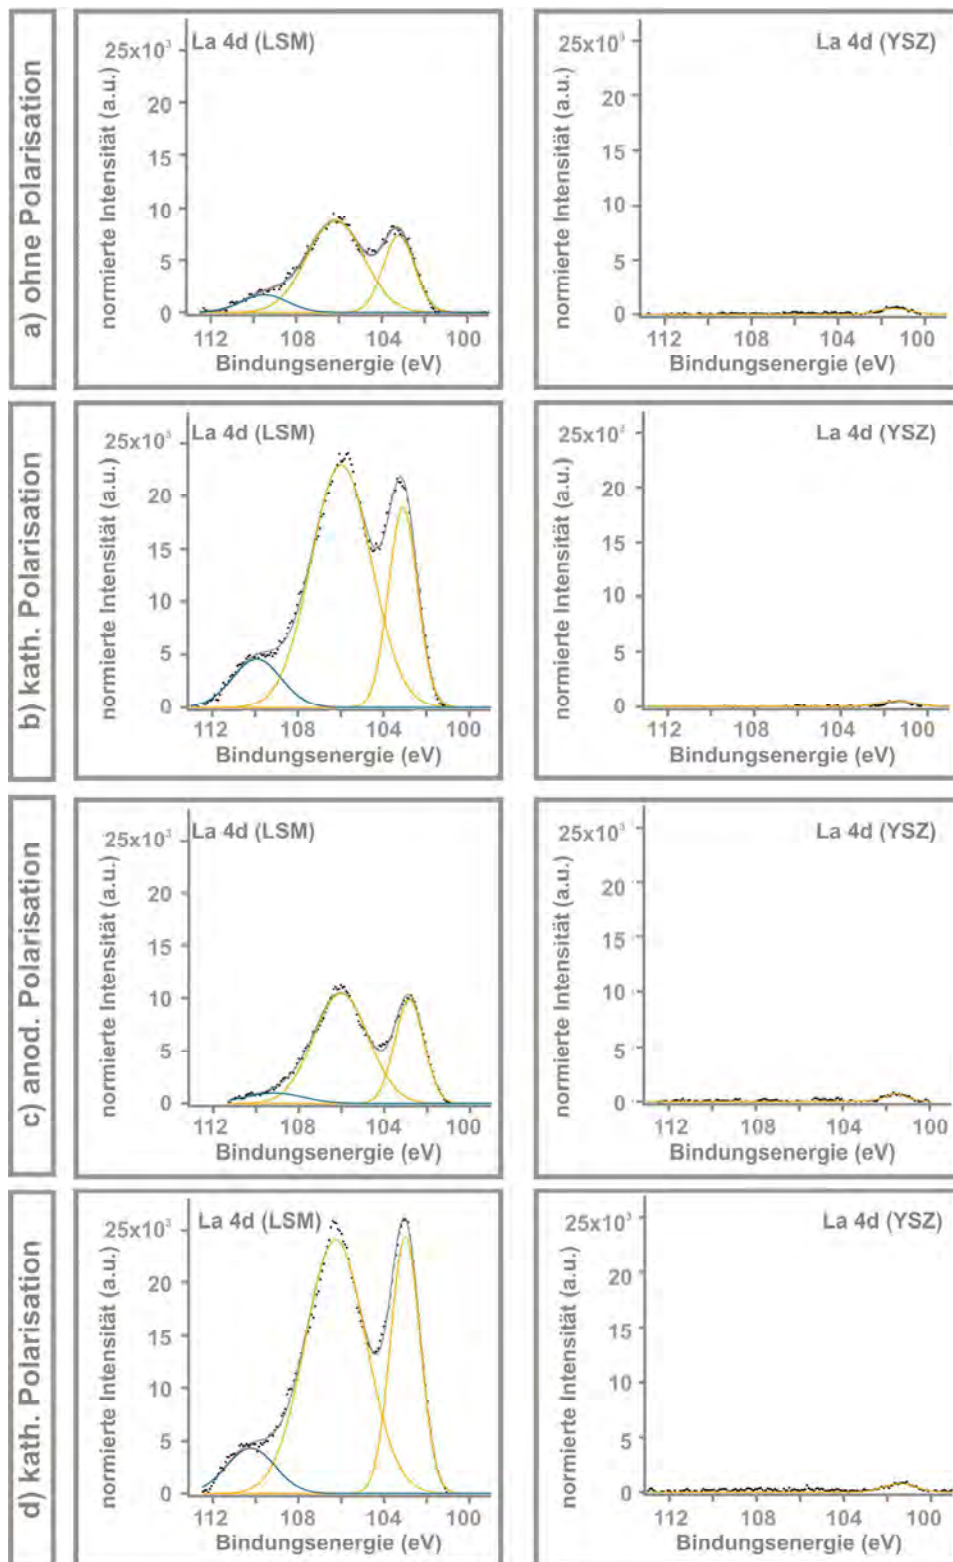 a) ohne Polarisation
La 4d (LSM)
normierte Intensität (a.u.)
25x10³
20
15
10
5
0
112 108 104 100
Bindungsenergie (eV)
La 4d (YSZ)
normierte Intensität (a.u.)
25x10³
20
15
10
5
0
112 108 104 100
Bindungsenergie (eV)
b) kath. Polarisation
La 4d (LSM)
normierte Intensität (a.u.)
25x10³
20
15
10
5
0
112 108 104 100
Bindungsenergie (eV)
La 4d (YSZ)
normierte Intensität (a.u.)
25x10²
20
15
10
5
0
112 108 104 100
Bindungsenergie (eV)
c) anod. Polarisation
La 4d (LSM)
normierte Intensität (a.u.)
25x10³
20
15
10
5
0
112 108 104 100
Bindungsenergie (eV)
La 4d (YSZ)
normierte Intensität (a.u.)
25x10³
20
15
10
5
0
112 108 104 100
Bindungsenergie (eV)
d) kath. Polarisation
La 4d (LSM)
normierte Intensität (a.u.)
25x10³
20
15
10
5
0
112 108 104 100
Bindungsenergie (eV)
La 4d (YSZ)
normierte Intensität (a.u.)
25x10³
20
15
10
5
0
112 108 104 100
Bindungsenergie (eV)